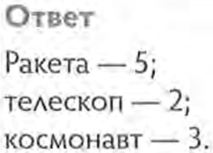 Ответ
Ракета — 5;
телескоп — 2;
космонавт — 3.